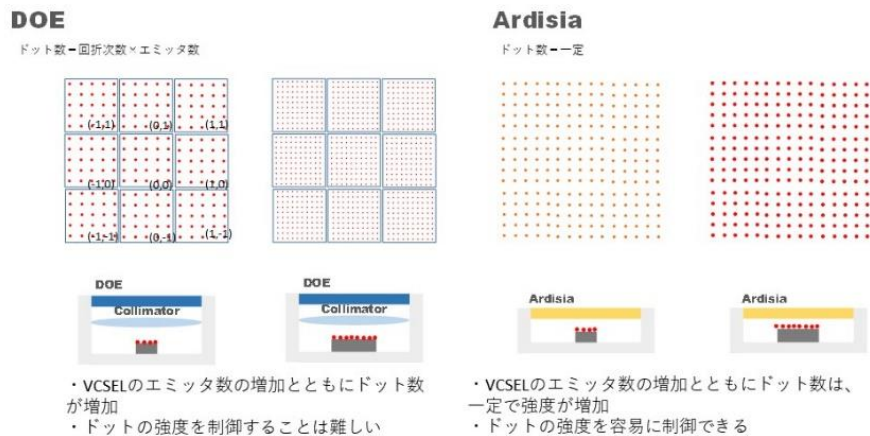 DOE
ドット数=回折次数×エミッタ数
(-1,1)
(0,1)
(1,1)
(-1,0)
(0,0)
(1,0)
(-1,-1)
(0,-1)
(1,-1)
DOE
Collimator
DOE
Collimator
・VCSELのエミッタ数の増加とともにドット数
が増加
・ドットの強度を制御することは難しい
Ardisia
ドット数=一定
Ardisia
Ardisia
・VCSELのエミッタ数の増加とともにドット数は、
一定で強度が増加
・ドットの強度を容易に制御できる